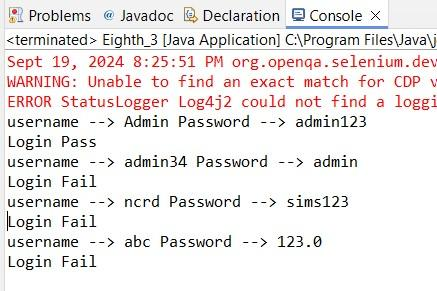 Problems @ Javadoc Declaration Console ×
<terminated> Eighth_3 [Java Application] C:\Program Files\Java\j
Sept 19, 2024 8:25:51 PM org.openqa.selenium.dev
WARNING: Unable to find an exact match for CDP v
ERROR StatusLogger Log4j2 could not find a loggi
username --> Admin Password --> admin123
Login Pass
username --> admin34 Password --> admin
Login Fail
username --> ncrd Password --> sims123
Login Fail
username --> abc Password --> 123.0
Login Fail